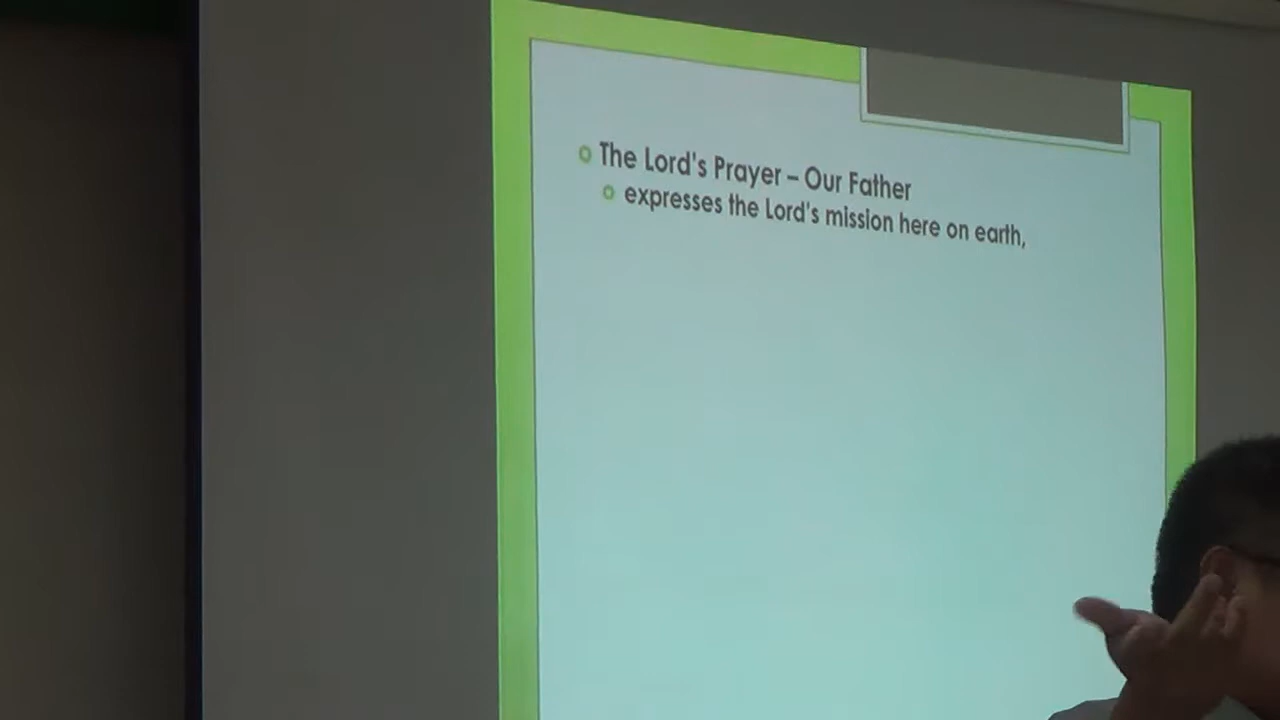 The Lord's Prayer – Our Father
expresses the Lord's mission here on earth,